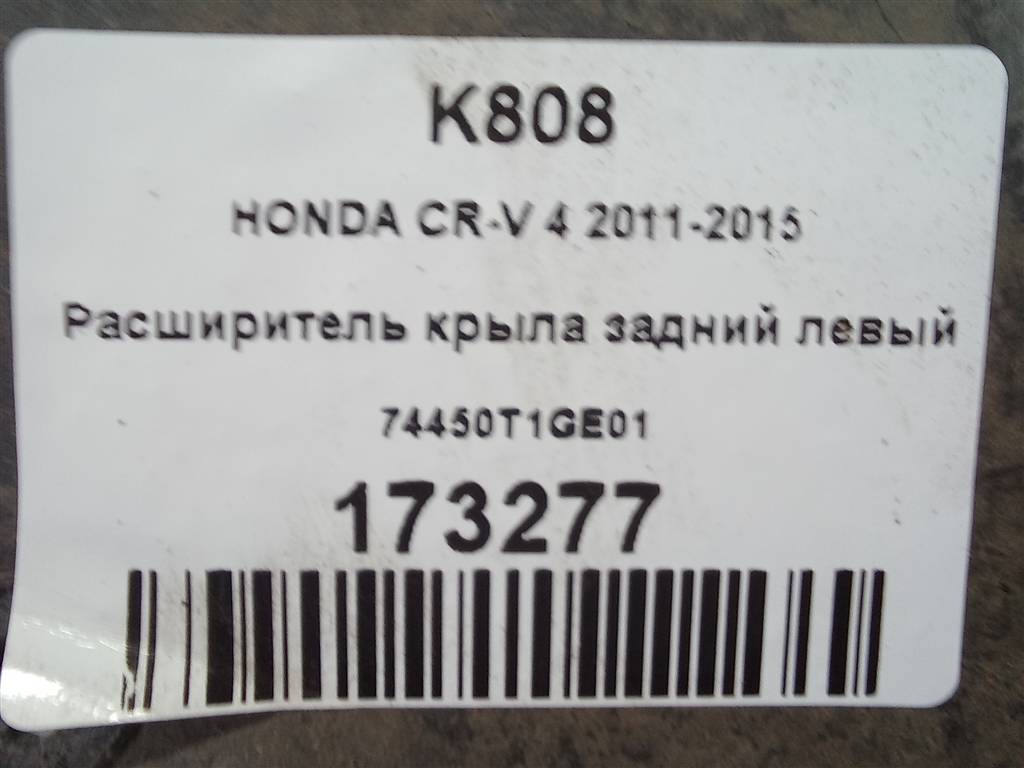 K808
HONDA CR-V 4 2011-2015
Расширитель крыла задний левый
74450T1GE01
173277